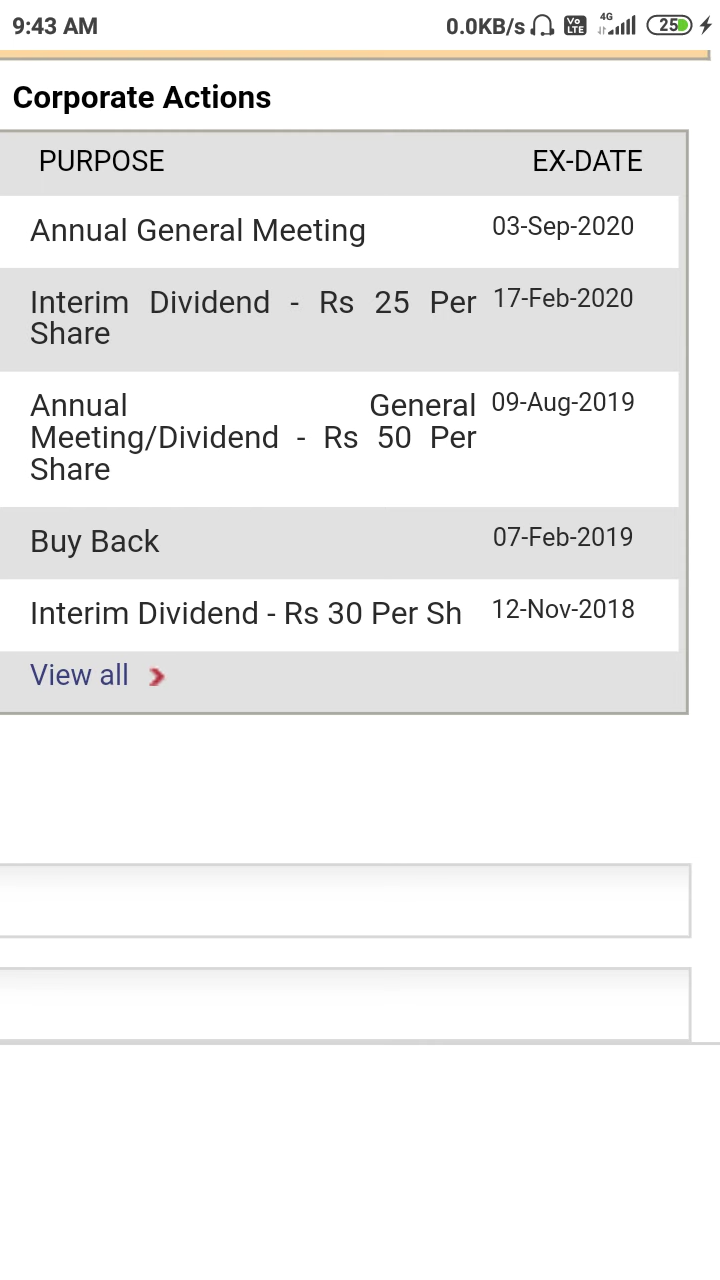 9:43 AM 0.0KB/s Vo LTE 4G 25
Corporate Actions
PURPOSE EX-DATE
Annual General Meeting 03-Sep-2020
Interim Dividend - Rs 25 Per 17-Feb-2020
Share
Annual General 09-Aug-2019
Meeting/Dividend - Rs 50 Per
Share
Buy Back 07-Feb-2019
Interim Dividend - Rs 30 Per Sh 12-Nov-2018
View all